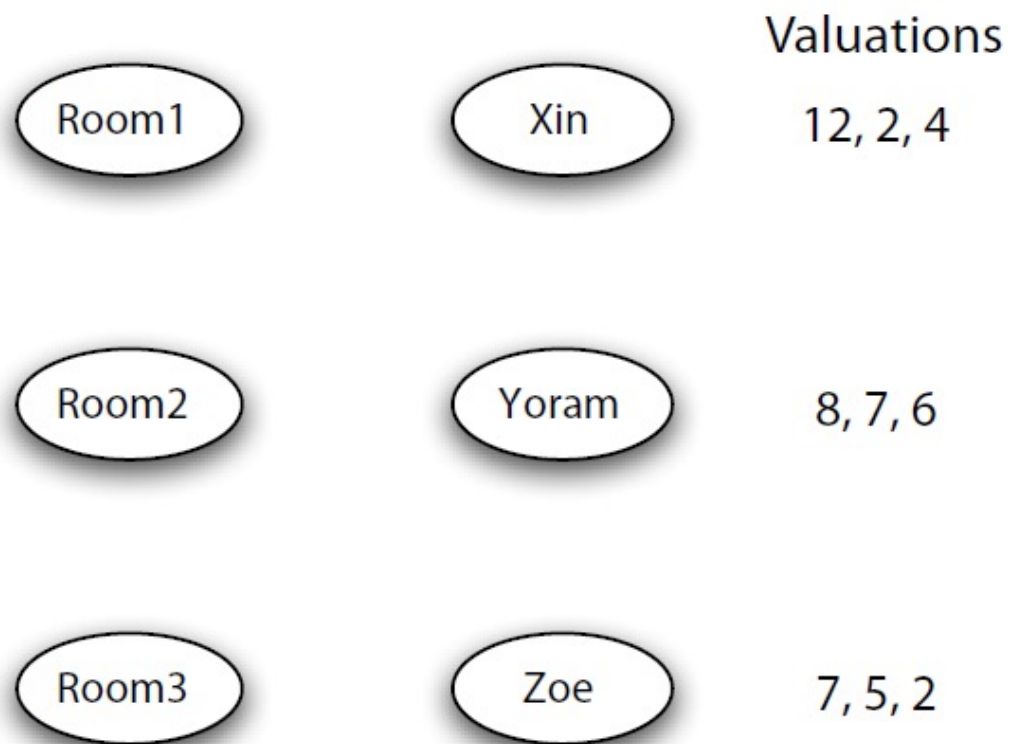 Valuations
Room1 Xin 12, 2, 4
Room2 Yoram 8, 7, 6
Room3 Zoe 7, 5, 2